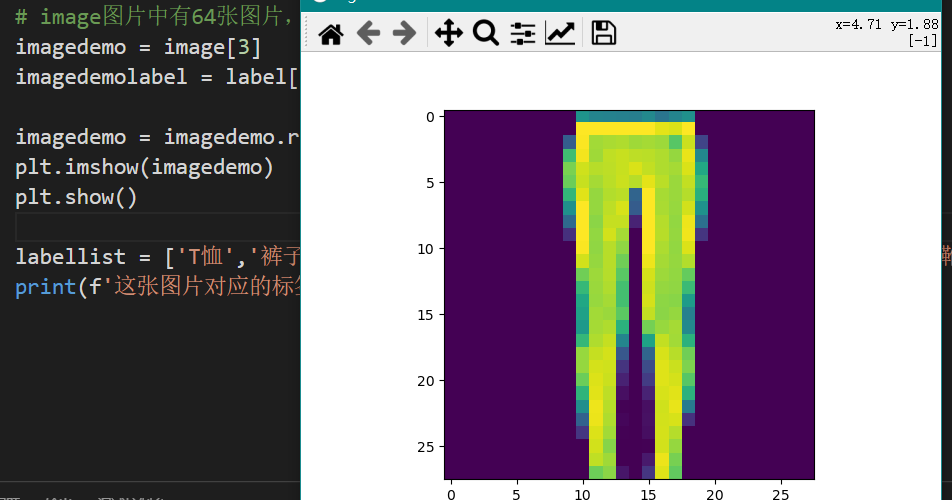 # image图片中有64张图片，
imagedemo = image[3]
imagedemolabel = label[
imagedemo = imagedemo.r
plt.imshow(imagedemo)
plt.show()
labellist = ['T恤','裤子
print(f'这张图片对应的标签
x=4.71 y=1.88
[-1]
0
5
10
15
20
25
0 5 10 15 20 25